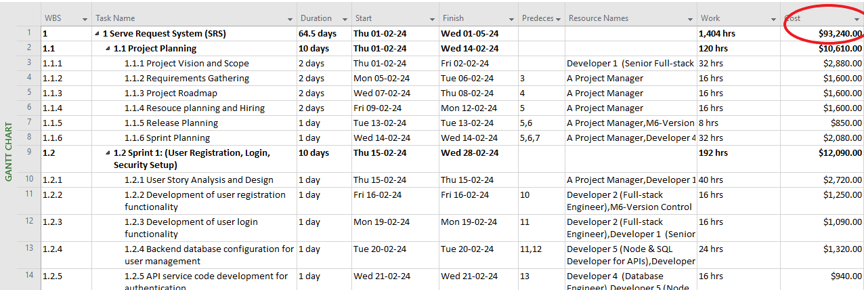 WBS Task Name Duration Start Finish Predeces Resource Names Work Cost
1 1 1 Serve Request System (SRS) 64.5 days Thu 01-02-24 Wed 01-05-24 1,404 hrs $93,240.00
2 1.1 1.1 Project Planning 10 days Thu 01-02-24 Wed 14-02-24 120 hrs $10,610.00
3 1.1.1 1.1.1 Project Vision and Scope 2 days Thu 01-02-24 Fri 02-02-24 Developer 1 (Senior Full-stack 32 hrs $2,880.00
4 1.1.2 1.1.2 Requirements Gathering 2 days Mon 05-02-24 Tue 06-02-24 3 A Project Manager 16 hrs $1,600.00
5 1.1.3 1.1.3 Project Roadmap 2 days Wed 07-02-24 Thu 08-02-24 4 A Project Manager 16 hrs $1,600.00
6 1.1.4 1.1.4 Resouce planning and Hiring 2 days Fri 09-02-24 Mon 12-02-24 5 A Project Manager 16 hrs $1,600.00
7 1.1.5 1.1.5 Release Planning 1 day Tue 13-02-24 Tue 13-02-24 5,6 A Project Manager,M6-Version 8 hrs $850.00
8 1.1.6 1.1.6 Sprint Planning 1 day Wed 14-02-24 Wed 14-02-24 5,6,7 A Project Manager,Developer 4 32 hrs $2,080.00
9 1.2 1.2 Sprint 1: (User Registration, Login, 10 days Thu 15-02-24 Wed 28-02-24 192 hrs $12,090.00
Security Setup)
10 1.2.1 1.2.1 User Story Analysis and Design 1 day Thu 15-02-24 Thu 15-02-24 A Project Manager,Developer 1 40 hrs $2,720.00
11 1.2.2 1.2.2 Development of user registration 1 day Fri 16-02-24 Fri 16-02-24 10 Developer 2 (Full-stack 16 hrs $1,250.00
functionality Engineer),M6-Version Control
12 1.2.3 1.2.3 Development of user login 1 day Mon 19-02-24 Mon 19-02-24 11 Developer 2 (Full-stack 16 hrs $1,090.00
functionality Engineer),Developer 1 (Senior
13 1.2.4 1.2.4 Backend database configuration for 1 day Tue 20-02-24 Tue 20-02-24 11,12 Developer 5 (Node & SQL 24 hrs $1,320.00
user management Developer for APIs),Developer
14 1.2.5 1.2.5 API service code development for 1 day Wed 21-02-24 Wed 21-02-24 13 Developer 4 (Database 16 hrs $940.00
authentication Engineer),Developer 5 (Node
GANTT CHART